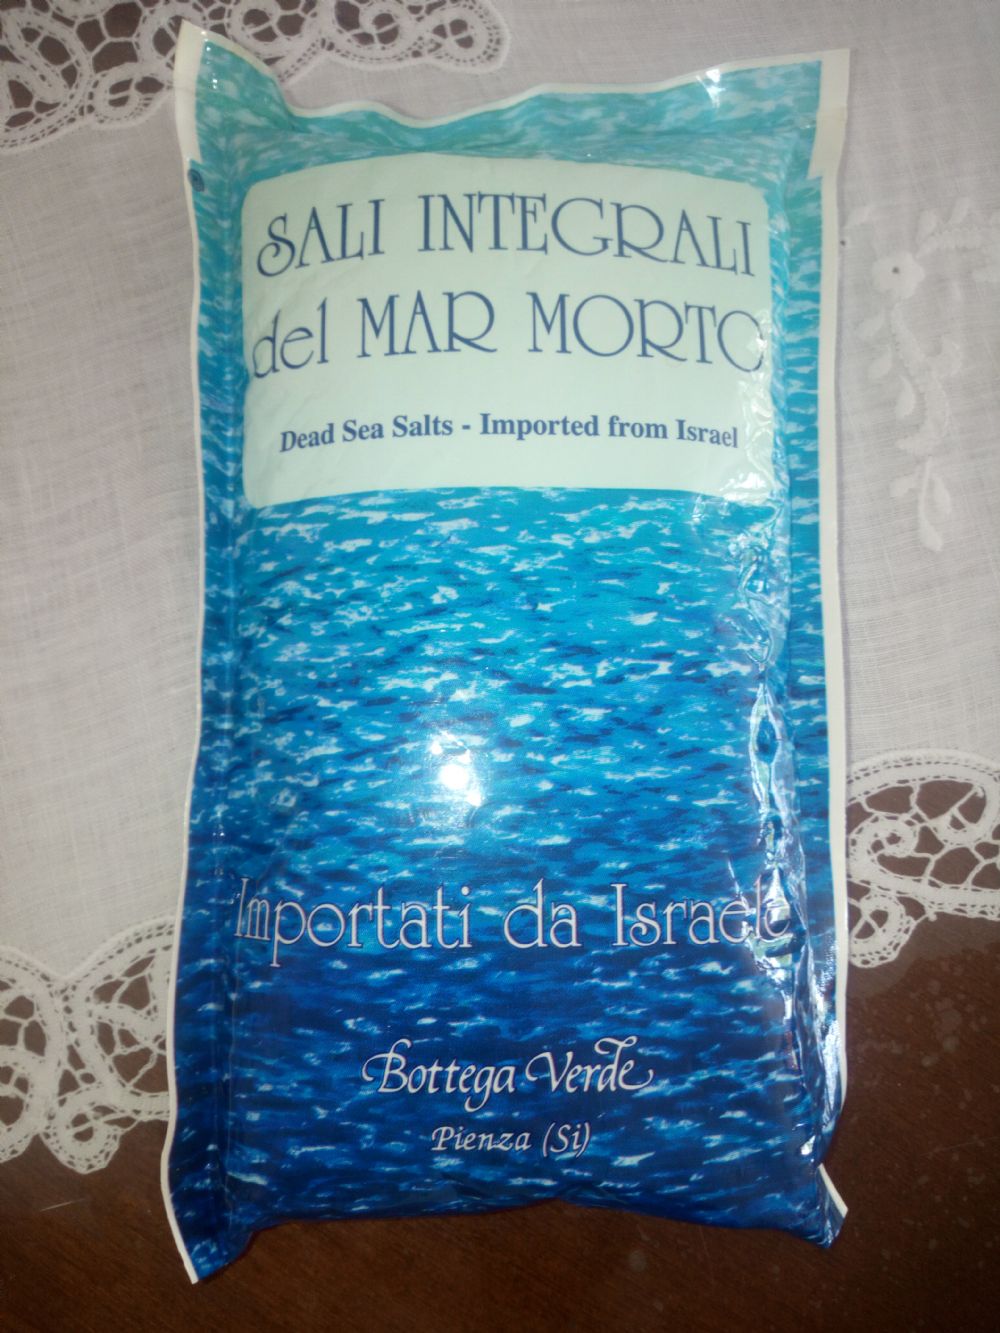 SALI INTEGRALI
del MAR MORTO
Dead Sea Salts - Imported from Israel
Importati da Israele
Bottega Verde
Pienza (Si)